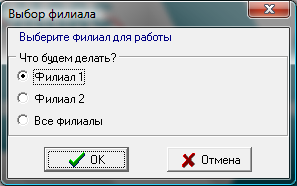 Выбор филиала
Выберите филиал для работы
Что будем делать?
Филиал 1
Филиал 2
Все филиалы
OK
Отмена